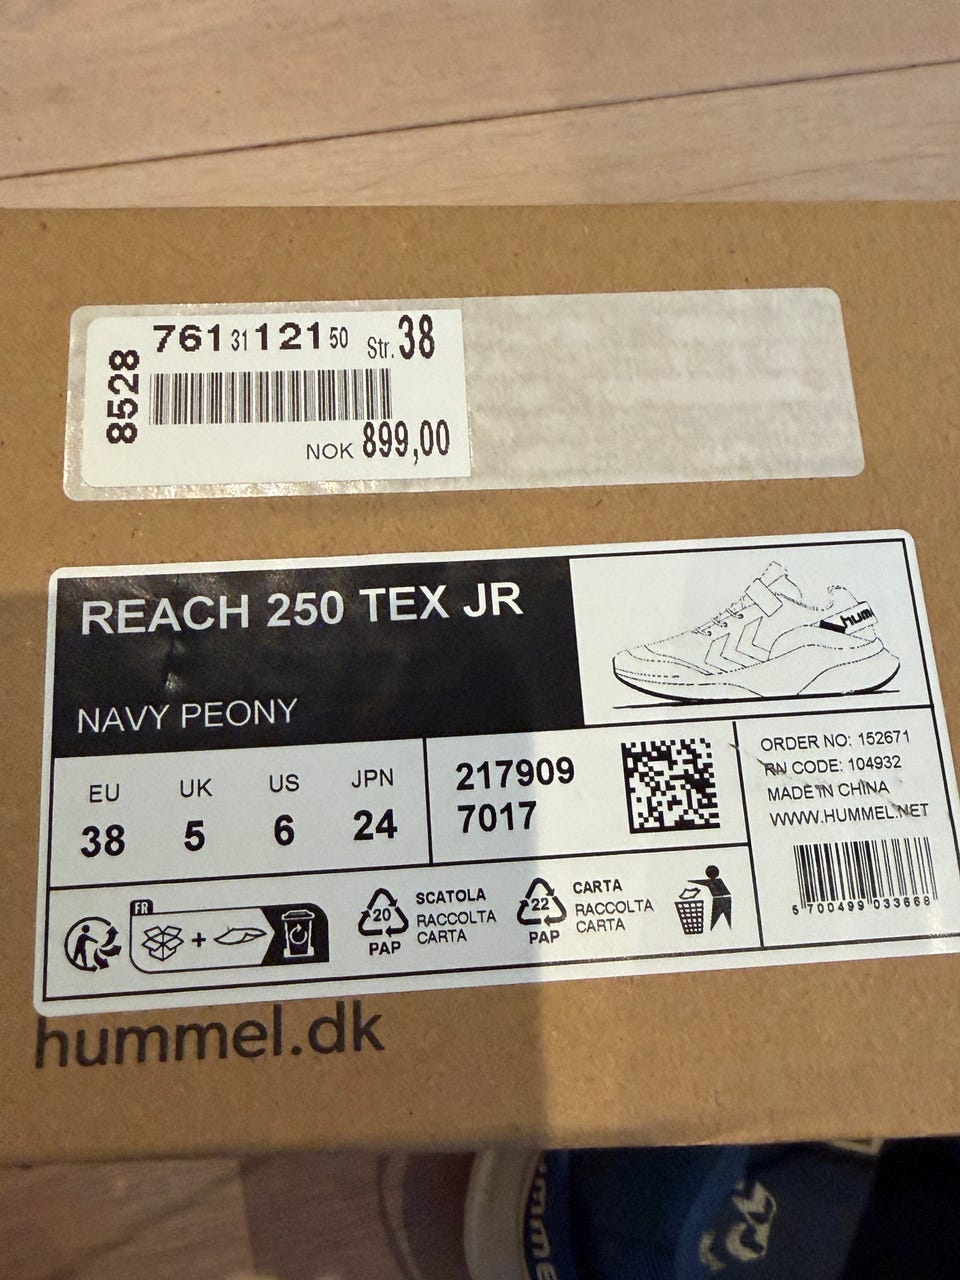 8528
761 31 121 50 Str. 38
NOK 899,00
REACH 250 TEX JR
NAVY PEONY
hum
EU UK US JPN
38 5 6 24
217909
7017
ORDER NO: 152671
RN CODE: 104932
MADE IN CHINA
WWW.HUMMEL.NET
5 700499 033668
FR
+
20
PAP
SCATOLA
RACCOLTA
CARTA
22
PAP
CARTA
RACCOLTA
CARTA
hummel.dk